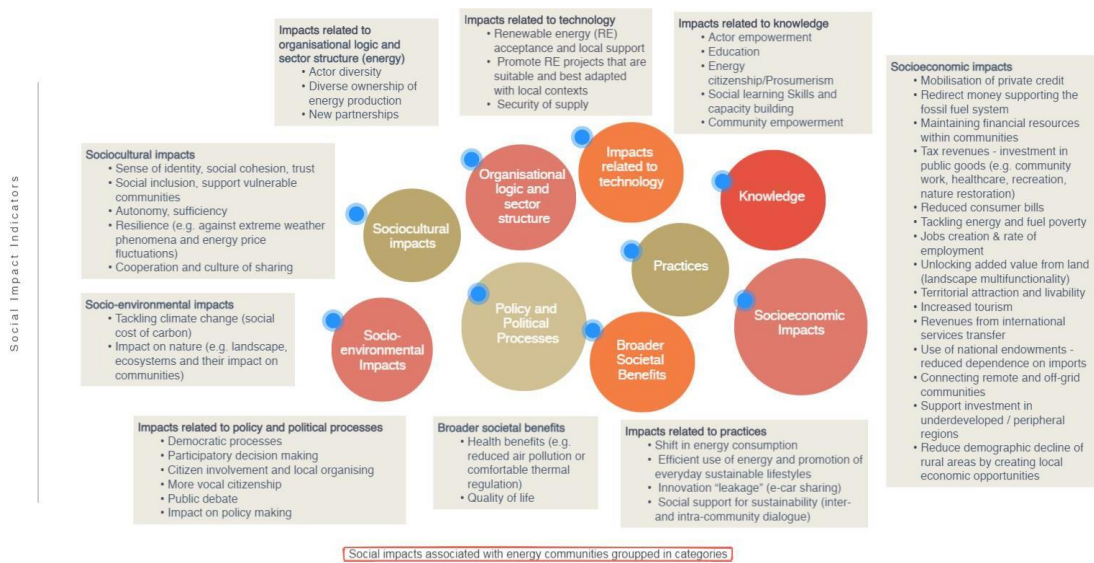 Social Impact Indicators
Impacts related to
organisational logic and
sector structure (energy)
• Actor diversity
• Diverse ownership of
energy production
• New partnerships
Impacts related to technology
• Renewable energy (RE)
acceptance and local support
• Promote RE projects that are
suitable and best adapted
with local contexts
• Security of supply
Impacts related to knowledge
• Actor empowerment
• Education
• Energy
citizenship/Prosumerism
• Social learning Skills and
capacity building
• Community empowerment
Socioeconomic impacts
• Mobilisation of private credit
• Redirect money supporting the
fossil fuel system
• Maintaining financial resources
within communities
• Tax revenues - investment in
public goods (e.g. community
work, healthcare, recreation,
nature restoration)
• Reduced consumer bills
• Tackling energy and fuel poverty
• Jobs creation & rate of
employment
• Unlocking added value from land
(landscape multifunctionality)
• Territorial attraction and livability
• Increased tourism
• Revenues from international
services transfer
• Use of national endowments -
reduced dependence on imports
• Connecting remote and off-grid
communities
• Support investment in
underdeveloped / peripheral
regions
• Reduce demographic decline of
rural areas by creating local
economic opportunities
Sociocultural impacts
• Sense of identity, social cohesion, trust
• Social inclusion, support vulnerable
communities
• Autonomy, sufficiency
• Resilience (e.g. against extreme weather
phenomena and energy price
fluctuations)
• Cooperation and culture of sharing
Socio-environmental impacts
• Tackling climate change (social
cost of carbon)
• Impact on nature (e.g. landscape,
ecosystems and their impact on
communities)
Sociocultural
impacts
Organisational
logic and
sector
structure
Impacts
related to
technology
Knowledge
Practices
Socio-
environmental
Impacts
Policy and
Political
Processes
Broader
Societal
Benefits
Socioeconomic
Impacts
Impacts related to policy and political processes
• Democratic processes
• Participatory decision making
• Citizen involvement and local organising
• More vocal citizenship
• Public debate
• Impact on policy making
Broader societal benefits
• Health benefits (e.g.
reduced air pollution or
comfortable thermal
regulation)
• Quality of life
Impacts related to practices
• Shift in energy consumption
• Efficient use of energy and promotion of
everyday sustainable lifestyles
• Innovation “leakage” (e-car sharing)
• Social support for sustainability (inter-
and intra-community dialogue)
Social impacts associated with energy communities groupped in categories